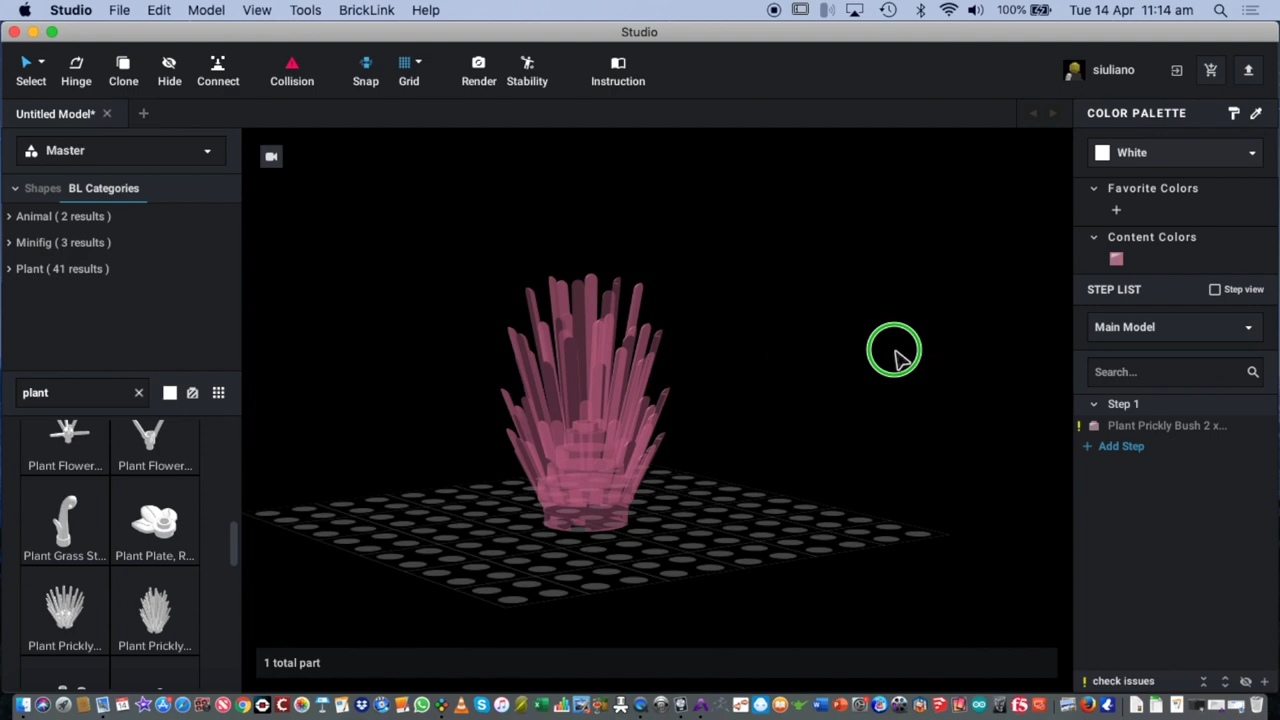 Studio File Edit Model View Tools BrickLink Help 100% Tue 14 Apr 11:14 am
Studio
Select Hinge Clone Hide Connect Collision Snap Grid Render Stability Instruction siuliano
Untitled Model*
COLOR PALETTE
Master
White
Shapes BL Categories
Favorite Colors
Animal ( 2 results )
Minifig ( 3 results )
Content Colors
Plant ( 41 results )
STEP LIST Step view
Main Model
Search...
plant
Step 1
Plant Prickly Bush 2 x...
Add Step
Plant Flower... Plant Flower...
Plant Grass St... Plant Plate, R...
Plant Prickly... Plant Prickly...
1 total part
check issues